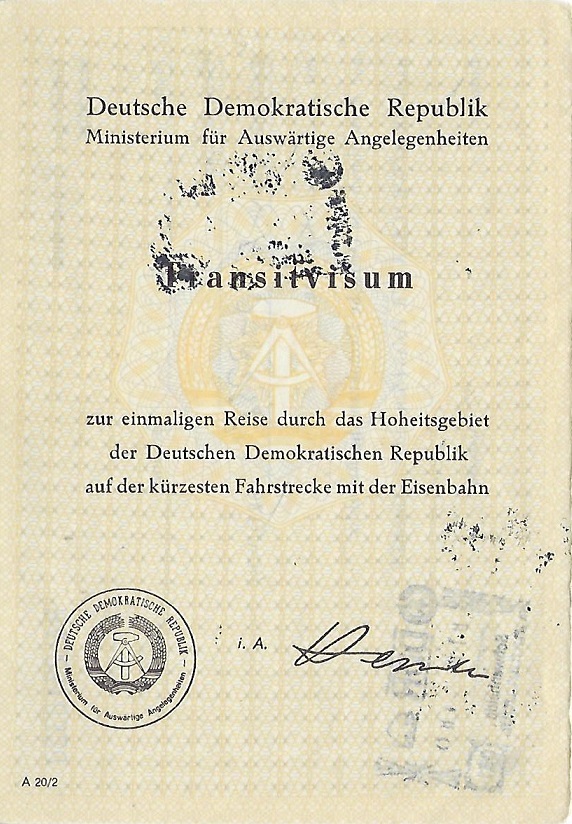 Deutsche Demokratische Republik
Ministerium für Auswärtige Angelegenheiten
Transitvisum
zur einmaligen Reise durch das Hoheitsgebiet
der Deutschen Demokratischen Republik
auf der kürzesten Fahrstrecke mit der Eisenbahn
DEUTSCHE DEMOKRATISCHE REPUBLIK
Ministerium für Auswärtige Angelegenheiten
i. A.
A 20/2